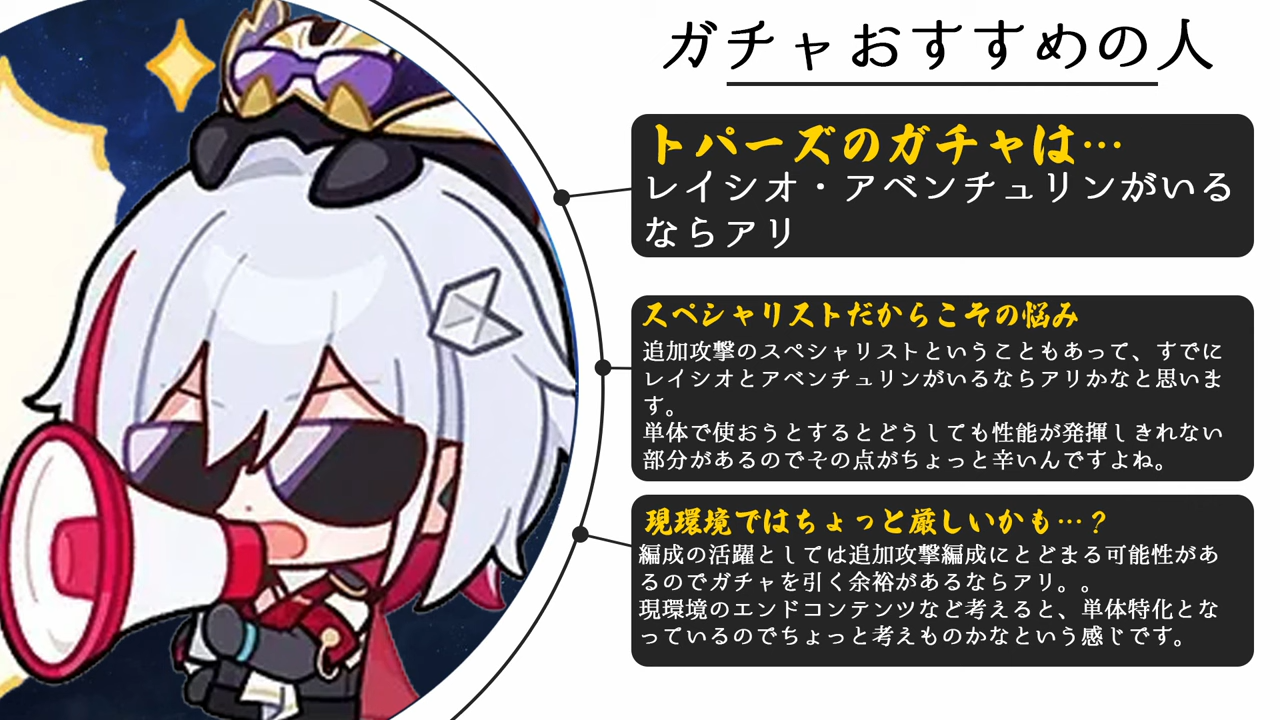 ガチャおすすめの人
トパーズのガチャは…
レイシオ・アベンチュリンがいる
ならアリ
スペシャリストだからこその悩み
追加攻撃のスペシャリストということもあって、すでに
レイシオとアベンチュリンがいるならアリかなと思いま
す。
単体で使おうとするとどうしても性能が発揮しきれない
部分があるのでその点がちょっと辛いんですよね。
現環境ではちょっと厳しいかも…？
編成の活躍としては追加攻撃編成にとどまる可能性があ
るのでガチャを引く余裕があるならアリ。。
現環境のエンドコンテンツなど考えると、単体特化とな
っているのでちょっと考えものかなという感じです。